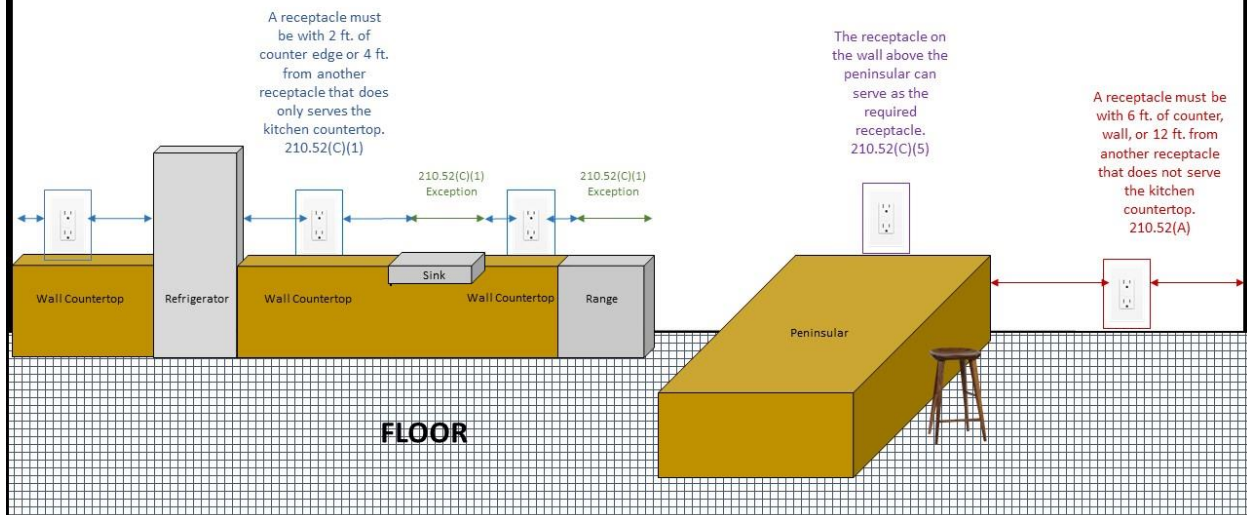 A receptacle must
be with 2 ft. of
counter edge or 4 ft.
from another
receptacle that does
only serves the
kitchen countertop.
210.52(C)(1)
The receptacle on
the wall above the
peninsular can
serve as the
required
receptacle.
210.52(C)(5)
A receptacle must be
with 6 ft. of counter,
wall, or 12 ft. from
another receptacle
that does not serve
the kitchen
countertop.
210.52(A)
210.52(C)(1)
Exception
210.52(C)(1)
Exception
Wall Countertop
Refrigerator
Wall Countertop
Sink
Wall Countertop
Range
Peninsular
FLOOR